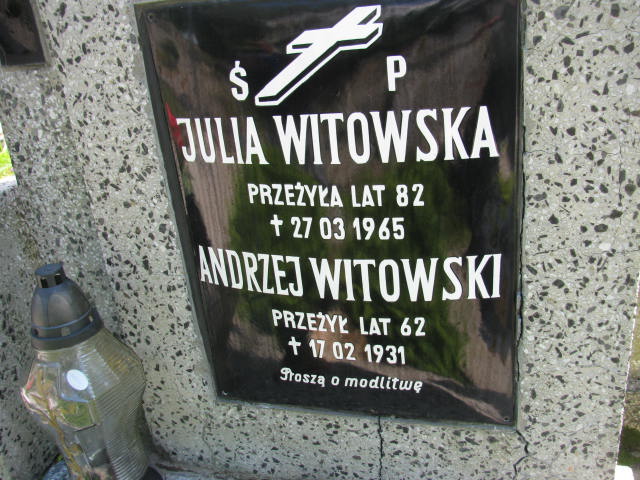 Ś P
JULIA WITOWSKA
PRZEŻYŁA LAT 82
✝ 27 03 1965
ANDRZEJ WITOWSKI
PRZEŻYŁ LAT 62
✝ 17 02 1931
Proszą o modlitwę